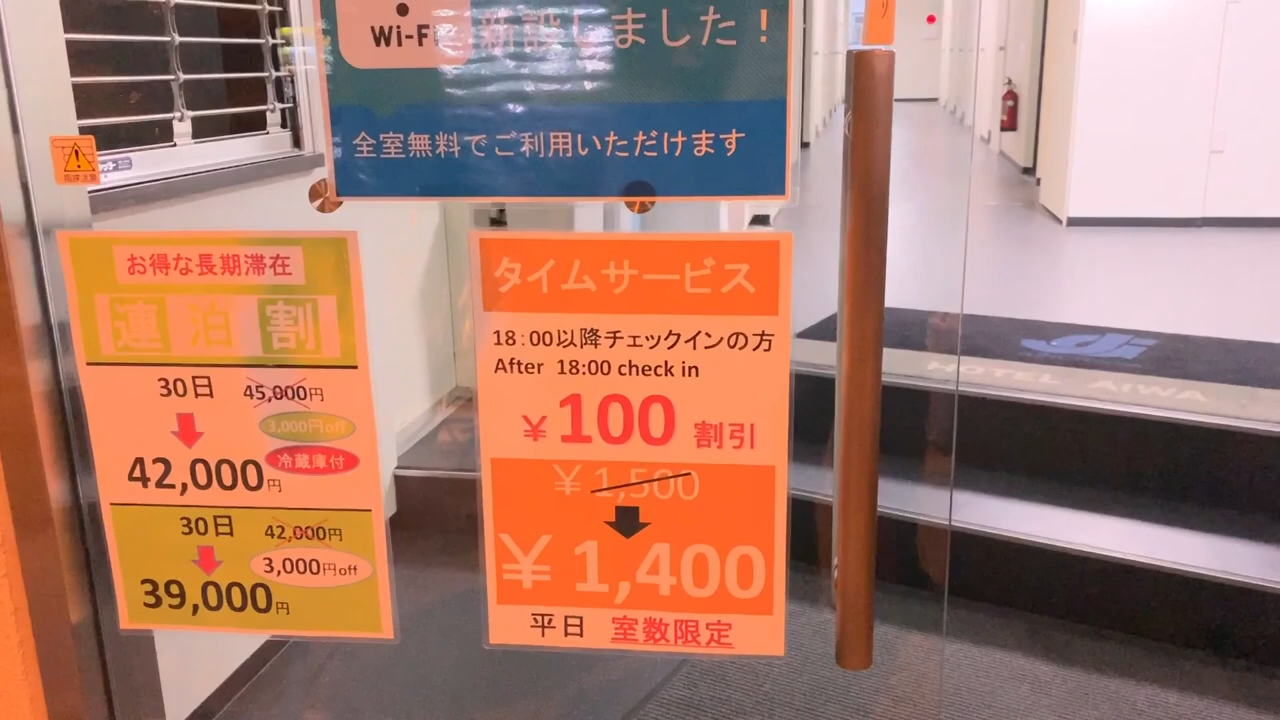 Wi-Fi
新設しました！
全室無料でご利用いただけます
お得な長期滞在
連泊割
30日 45,000円
3,000円off
冷蔵庫付
42,000円
30日 42,000円
3,000円off
39,000円
タイムサービス
18:00以降チェックインの方
After 18:00 check in
¥100 割引
¥1,500
¥1,400
平日 室数限定
HOTEL AIWA